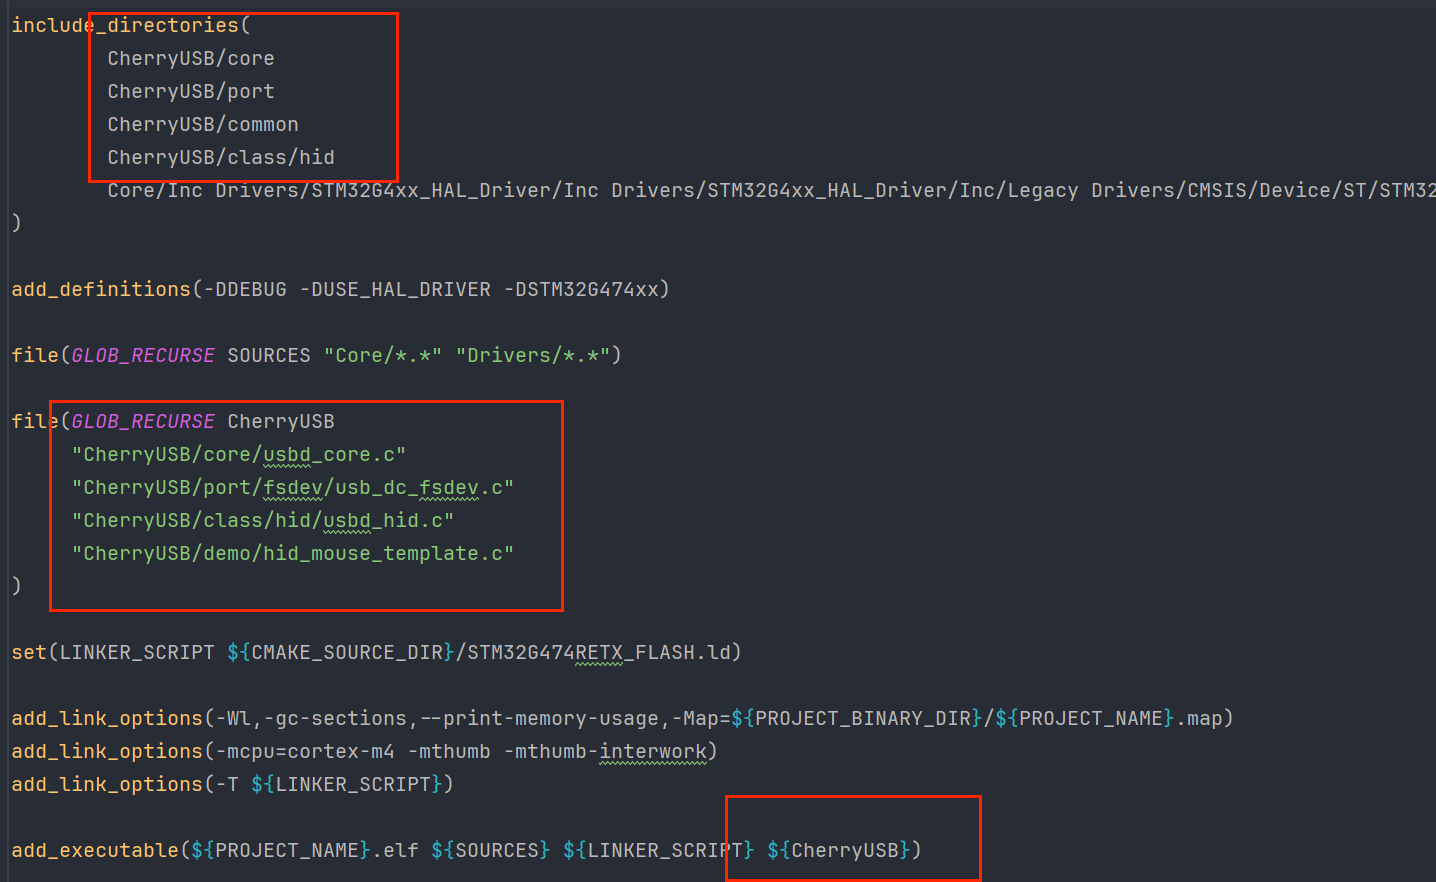 include_directories(
CherryUSB/core
CherryUSB/port
CherryUSB/common
CherryUSB/class/hid
Core/Inc Drivers/STM32G4xx_HAL_Driver/Inc Drivers/STM32G4xx_HAL_Driver/Inc/Legacy Drivers/CMSIS/Device/ST/STM32
)
add_definitions(-DDEBUG -DUSE_HAL_DRIVER -DSTM32G474xx)
file(GLOB_RECURSE SOURCES "Core/*.*" "Drivers/*.*")
file(GLOB_RECURSE CherryUSB
"CherryUSB/core/usbd_core.c"
"CherryUSB/port/fsdev/usb_dc_fsdev.c"
"CherryUSB/class/hid/usbd_hid.c"
"CherryUSB/demo/hid_mouse_template.c"
)
set(LINKER_SCRIPT ${CMAKE_SOURCE_DIR}/STM32G474RETX_FLASH.ld)
add_link_options(-Wl,-gc-sections,--print-memory-usage,-Map=${PROJECT_BINARY_DIR}/${PROJECT_NAME}.map)
add_link_options(-mcpu=cortex-m4 -mthumb -mthumb-interwork)
add_link_options(-T ${LINKER_SCRIPT})
add_executable(${PROJECT_NAME}.elf ${SOURCES} ${LINKER_SCRIPT} ${CherryUSB})